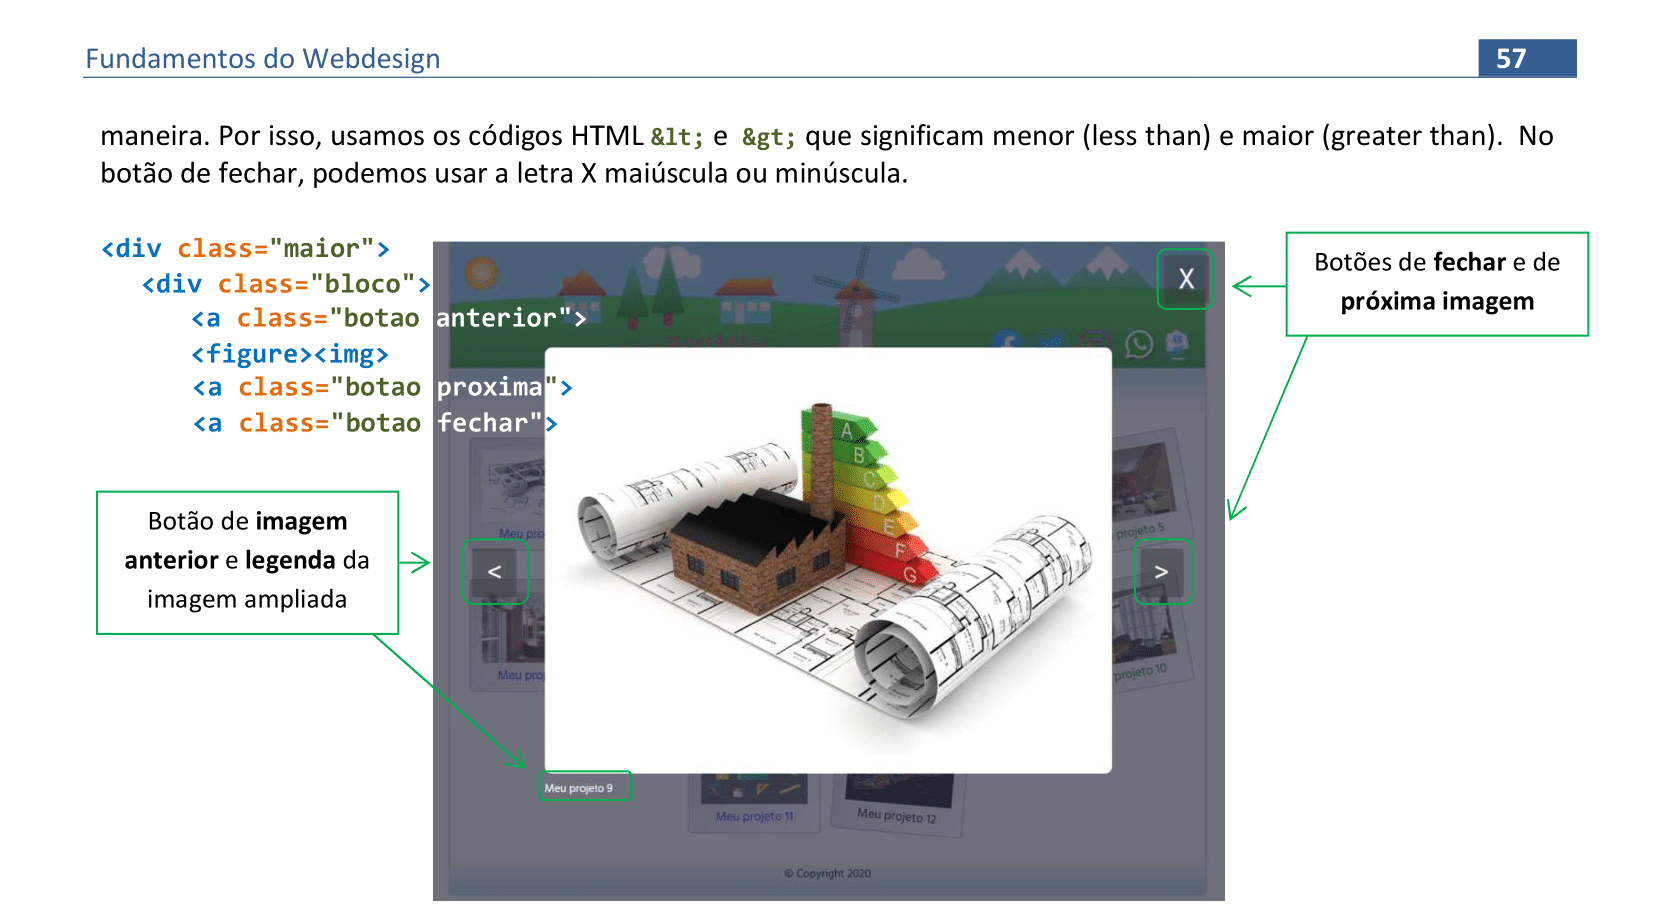 Fundamentos do Webdesign
57
maneira. Por isso, usamos os códigos HTML &lt; e &gt; que significam menor (less than) e maior (greater than). No
botão de fechar, podemos usar a letra X maiúscula ou minúscula.
<div class="maior">
<div class="bloco">
<a class="botao anterior">
<figure><img>
<a class="botao proxima">
<a class="botao fechar">
X
Botões de fechar e de
próxima imagem
Botão de imagem
anterior e legenda da
imagem ampliada
A
B
C
D
E
F
G
Meu pro
projeto 5
<
>
Meu proj
projeto 10
Meu projeto 9
Meu projeto 11
Meu projeto 12
© Copyright 2020